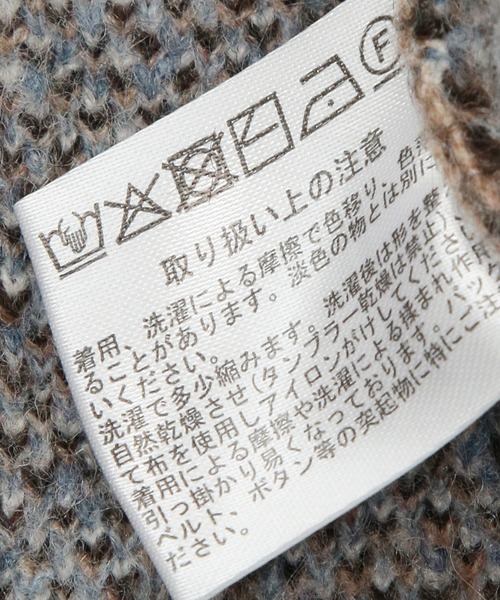 F
取り扱い上の注意
着用、洗濯による摩擦で色移り、色
ることがあります。淡色の物とは別に
いください。
洗濯で多少縮みます。洗濯後は形を整
自然乾燥させ(タンブラー乾燥は禁止)
て布を使用しアイロンがけしてください
着用による摩擦や洗濯による揉まれ作用
引っ掛かり易くなっております。バッグ
ベルト、ボタン等の突起物に特にご注
ださい。